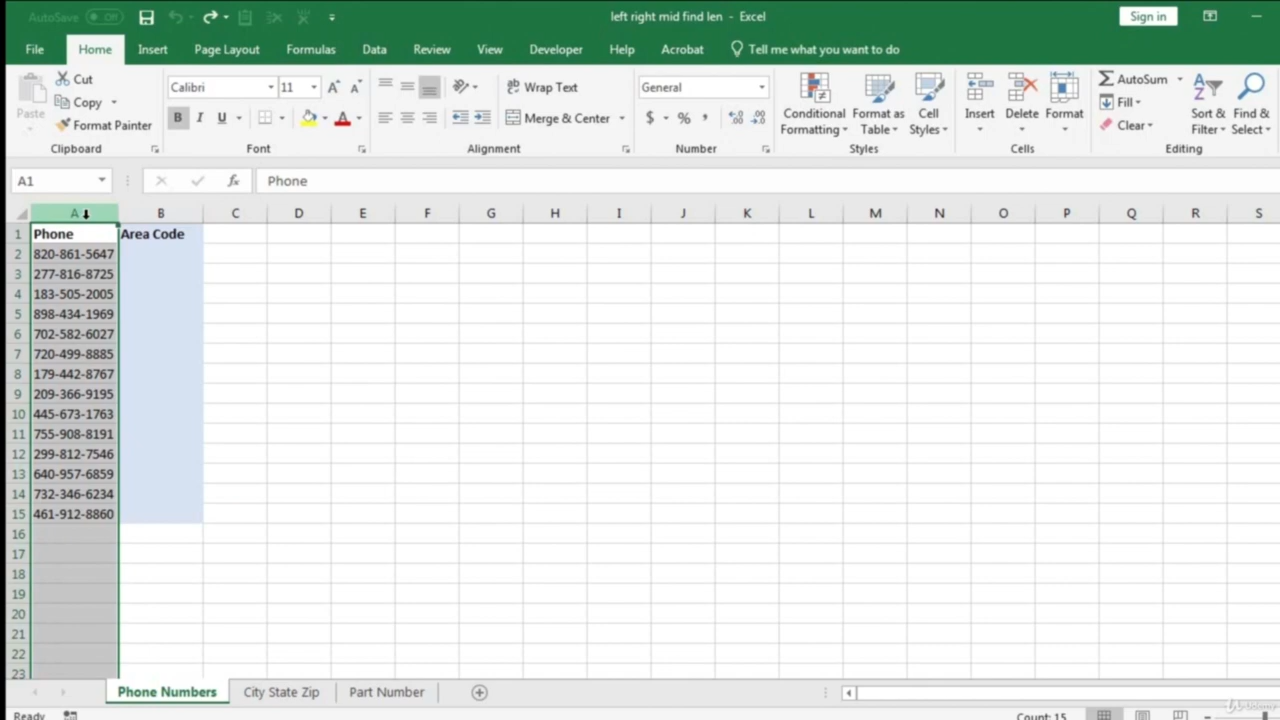 AutoSave Off left right mid find len - Excel Sign in
File Home Insert Page Layout Formulas Data Review View Developer Help Acrobat Tell me what you want to do
Paste Cut Copy Format Painter
Calibri 11 B I U A
Wrap Text Merge & Center
General $ % ,
Conditional Formatting Format as Table Cell Styles
Insert Delete Format
AutoSum Fill Clear Sort & Filter Find & Select
Clipboard Font Alignment Number Styles Cells Editing
A1 fx Phone
A B C D E F G H I J K L M N O P Q R S
1 Phone Area Code
2 820-861-5647
3 277-816-8725
4 183-505-2005
5 898-434-1969
6 702-582-6027
7 720-499-8885
8 179-442-8767
9 209-366-9195
10 445-673-1763
11 755-908-8191
12 299-812-7546
13 640-957-6859
14 732-346-6234
15 461-912-8860
16
17
18
19
20
21
22
23
Phone Numbers City State Zip Part Number
Ready Count: 15 Udemy